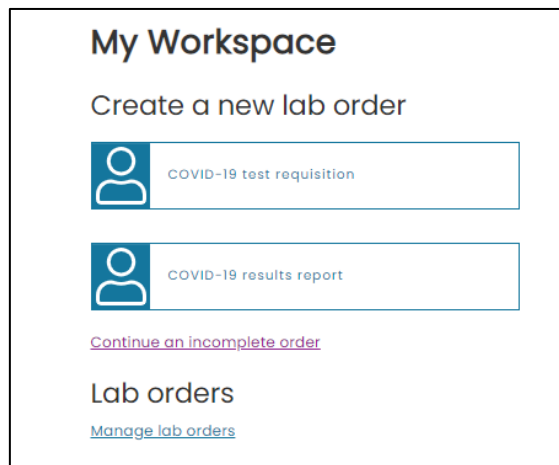 My Workspace
Create a new lab order
COVID-19 test requisition
COVID-19 results report
Continue an incomplete order
Lab orders
Manage lab orders